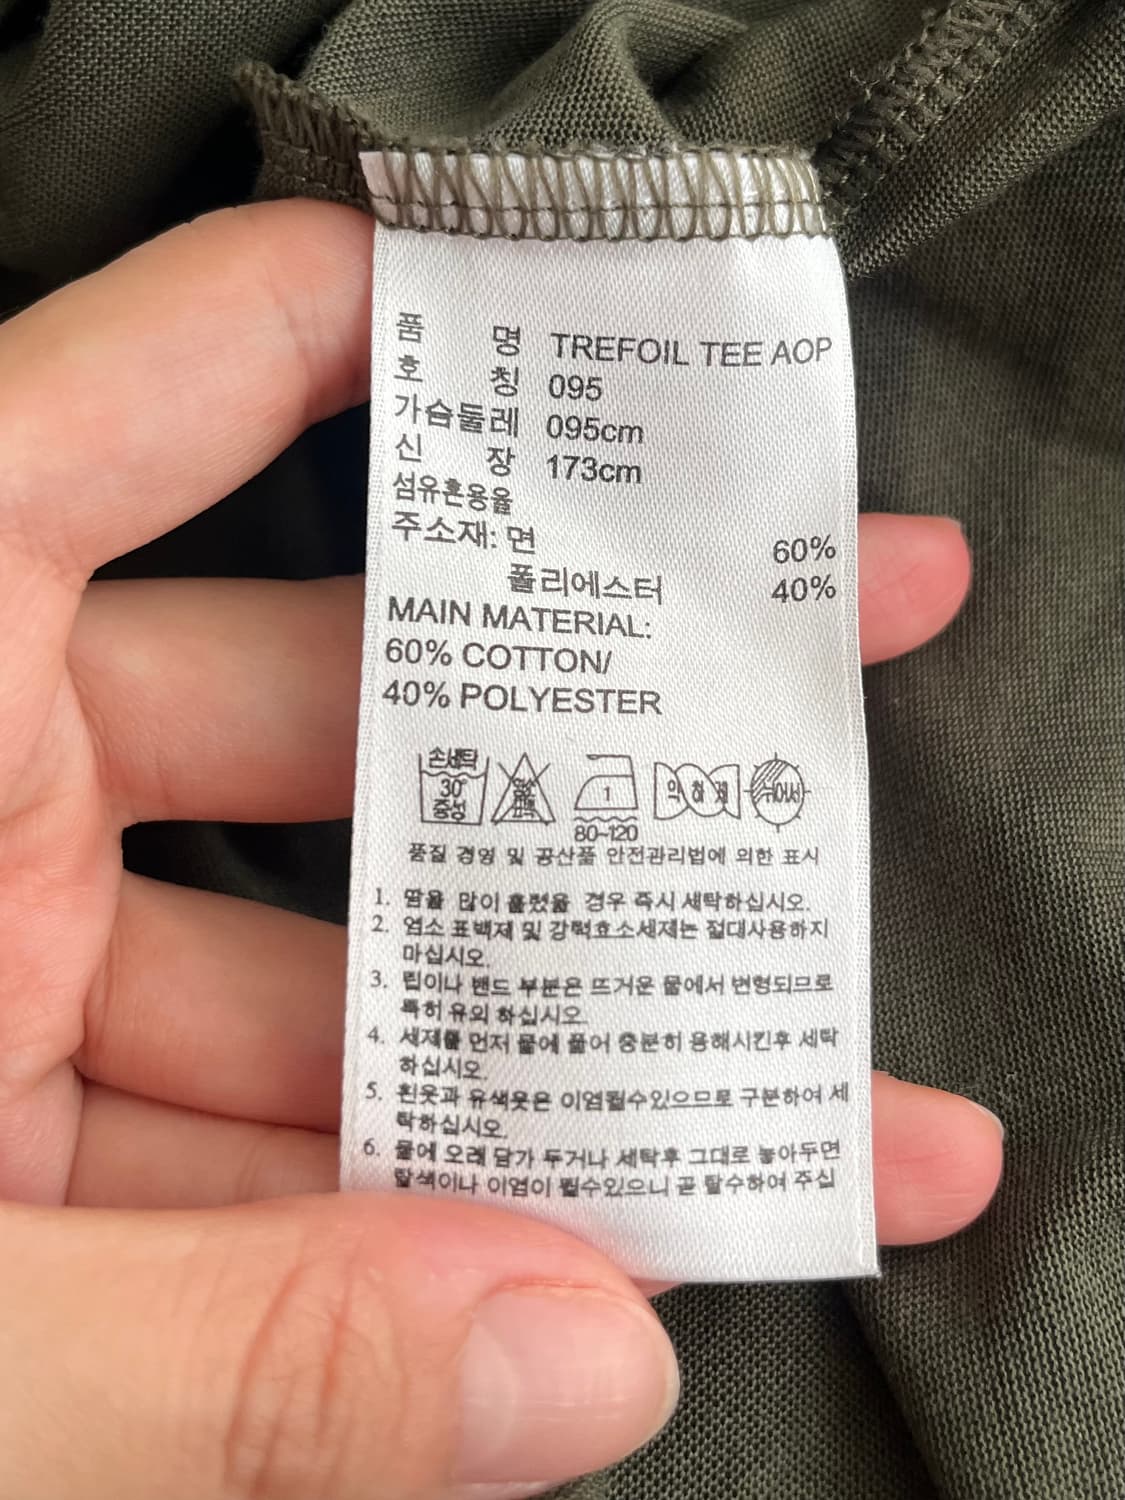 품 명 TREFOIL TEE AOP
호 칭 095
가슴둘레 095cm
신 장 173cm
섬유혼용율
주소재: 면 60%
폴리에스터 40%
MAIN MATERIAL:
60% COTTON/
40% POLYESTER
손세탁 30° 중성
염소 표백
1
80~120
약하게
뉘어서
품질 경영 및 공산품 안전관리법에 의한 표시
1. 땀을 많이 흘렸을 경우 즉시 세탁하십시오.
2. 염소 표백제 및 강력효소세제는 절대사용하지
마십시오.
3. 립이나 밴드 부분은 뜨거운 물에서 변형되므로
특히 유의 하십시오.
4. 세제를 먼저 물에 풀어 충분히 용해시킨후 세탁
하십시오.
5. 흰옷과 유색옷은 이염될수있으므로 구분하여 세
탁하십시오.
6. 물에 오래 담가 두거나 세탁후 그대로 놓아두면
탈색이나 이염이 될수있으니 곧 탈수하여 주십